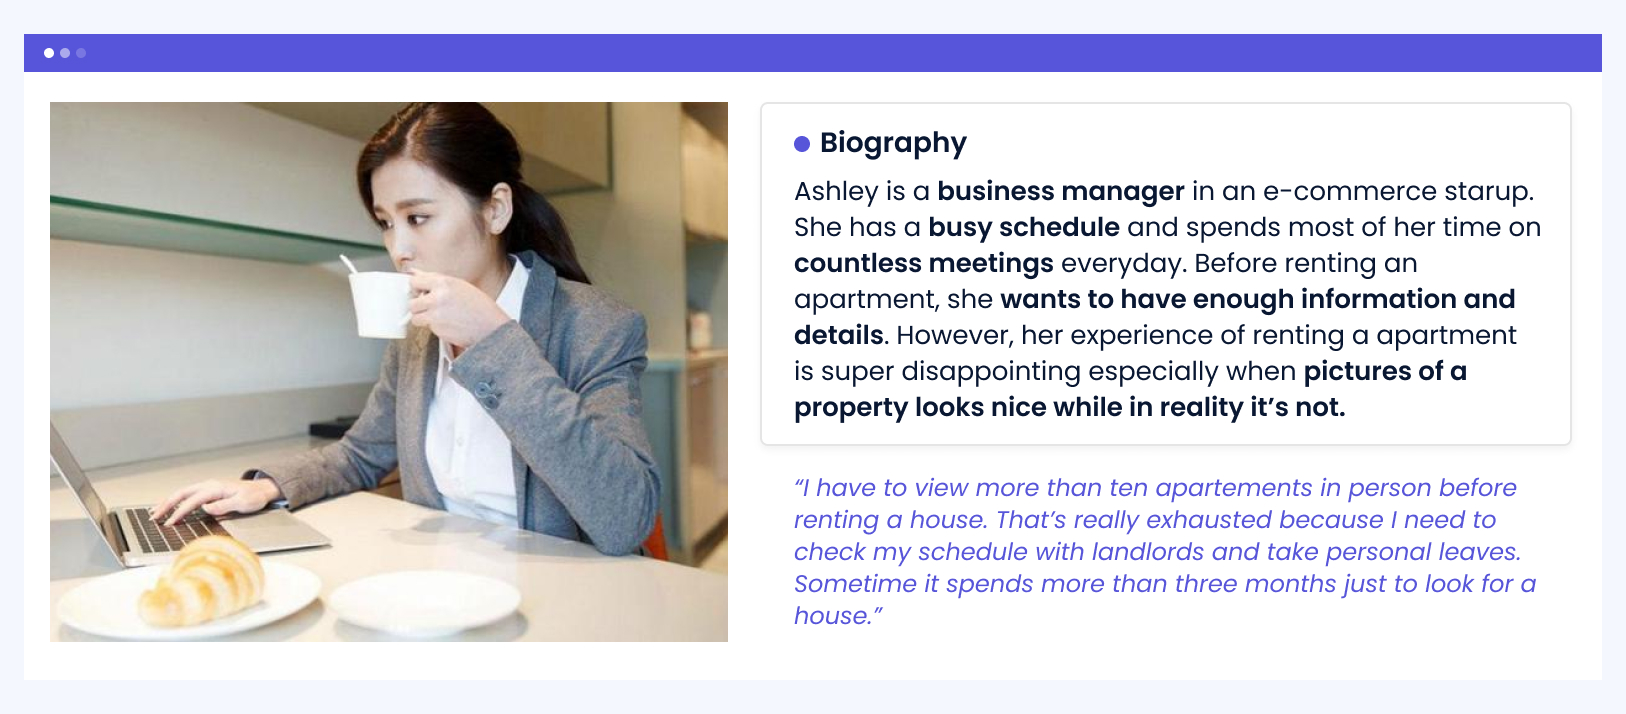 Biography
Ashley is a business manager in an e-commerce starup.
She has a busy schedule and spends most of her time on
countless meetings everyday. Before renting an
apartment, she wants to have enough information and
details. However, her experience of renting a apartment
is super disappointing especially when pictures of a
property looks nice while in reality it’s not.
“I have to view more than ten apartements in person before
renting a house. That’s really exhausted because I need to
check my schedule with landlords and take personal leaves.
Sometime it spends more than three months just to look for a
house.”